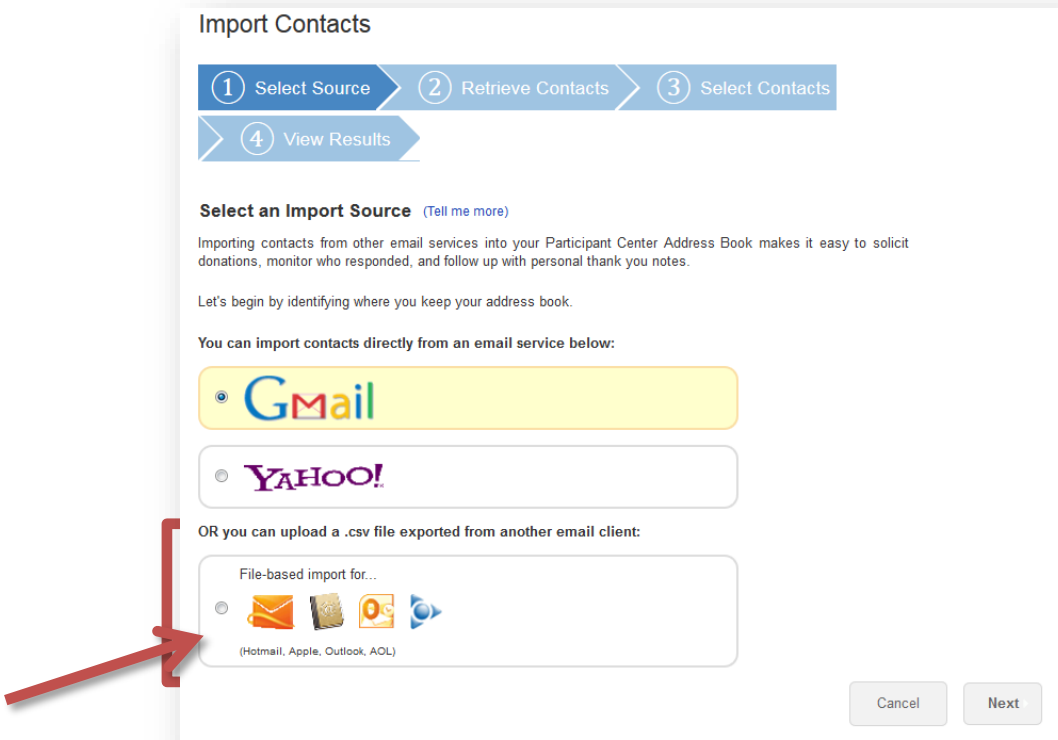 Import Contacts
1 Select Source 2 Retrieve Contacts 3 Select Contacts
4 View Results
Select an Import Source (Tell me more)
Importing contacts from other email services into your Participant Center Address Book makes it easy to solicit
donations, monitor who responded, and follow up with personal thank you notes.
Let's begin by identifying where you keep your address book.
You can import contacts directly from an email service below:
Gmail
YAHOO!
OR you can upload a .csv file exported from another email client:
File-based import for...
(Hotmail, Apple, Outlook, AOL)
Cancel Next